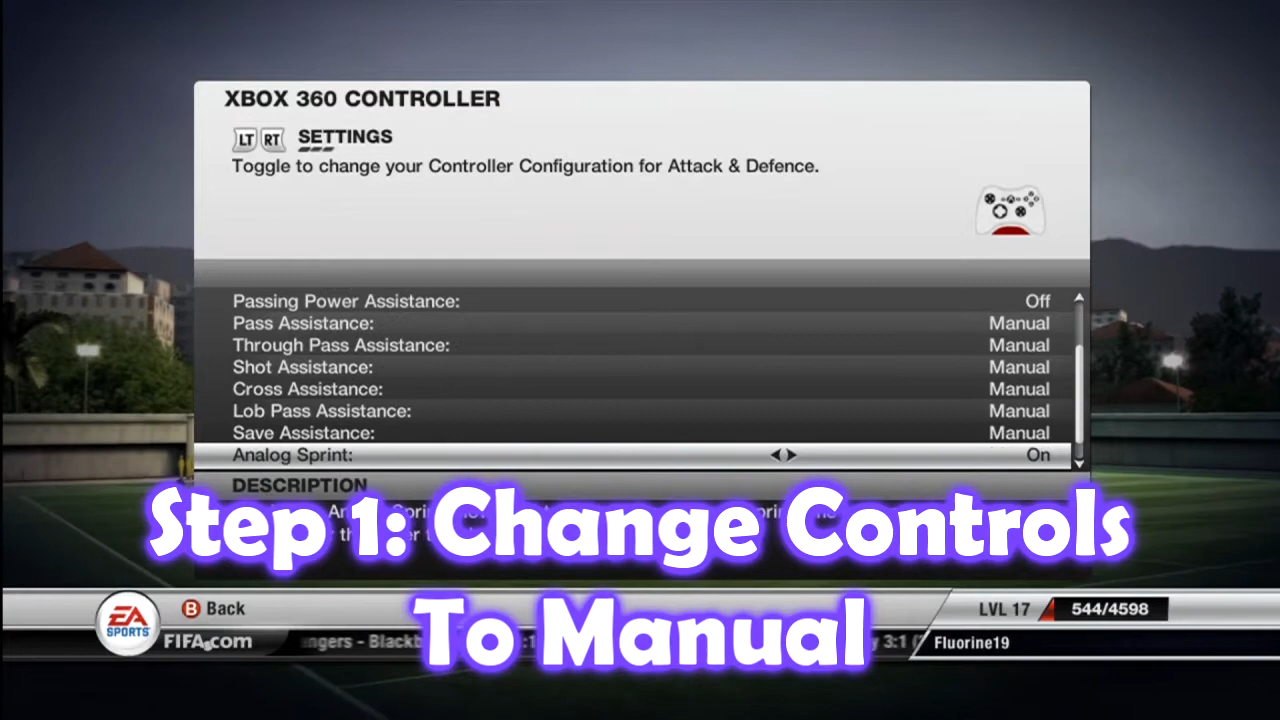 XBOX 360 CONTROLLER
LT RT SETTINGS
Toggle to change your Controller Configuration for Attack & Defence.
Passing Power Assistance: Off
Pass Assistance: Manual
Through Pass Assistance: Manual
Shot Assistance: Manual
Cross Assistance: Manual
Lob Pass Assistance: Manual
Save Assistance: Manual
Analog Sprint: On
DESCRIPTION
Step 1: Change Controls
To Manual
B Back
LVL 17 544/4598
EA SPORTS
FIFA.com
3:1
Fluorine19